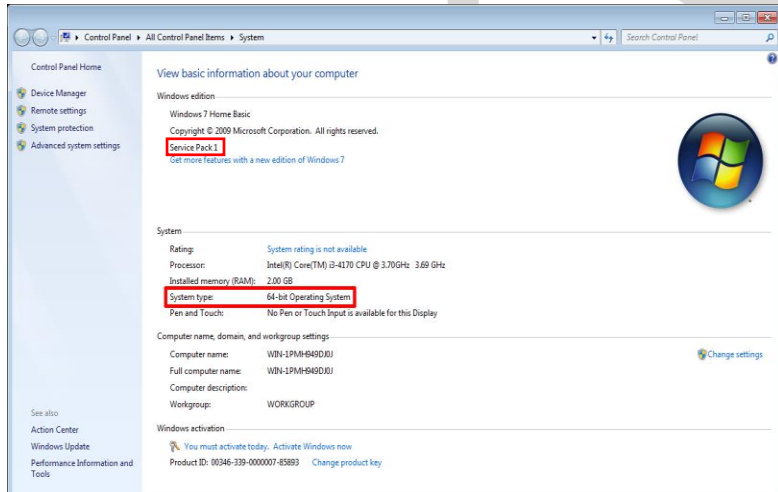 Control Panel ▸ All Control Panel Items ▸ System
Search Control Panel
Control Panel Home
Device Manager
Remote settings
System protection
Advanced system settings
See also
Action Center
Windows Update
Performance Information and
Tools
View basic information about your computer
Windows edition
Windows 7 Home Basic
Copyright © 2009 Microsoft Corporation. All rights reserved.
Service Pack 1
Get more features with a new edition of Windows 7
System
Rating: System rating is not available
Processor: Intel(R) Core(TM) i3-4170 CPU @ 3.70GHz 3.69 GHz
Installed memory (RAM): 2.00 GB
System type: 64-bit Operating System
Pen and Touch: No Pen or Touch Input is available for this Display
Computer name, domain, and workgroup settings
Computer name: WIN-1PMH949DJ0J
Change settings
Full computer name: WIN-1PMH949DJ0J
Computer description:
Workgroup: WORKGROUP
Windows activation
You must activate today. Activate Windows now
Product ID: 00346-339-0000007-85893 Change product key